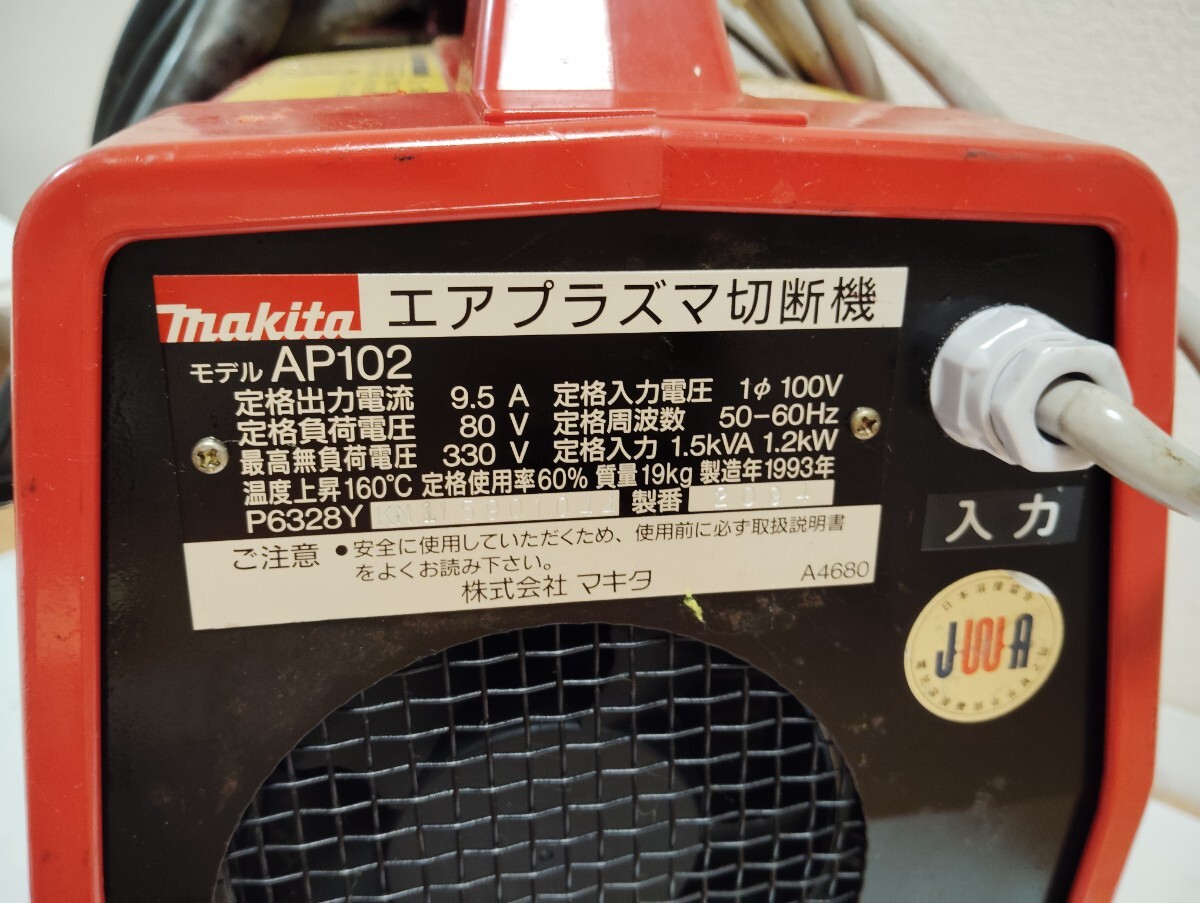 makita エアプラズマ切断機
モデル AP102
定格出力電流 9.5 A 定格入力電圧 1φ 100V
定格負荷電圧 80 V 定格周波数 50-60Hz
最高無負荷電圧 330 V 定格入力 1.5kVA 1.2kW
温度上昇160℃ 定格使用率60% 質量19kg 製造年1993年
P6328Y 製番
ご注意 ●安全に使用していただくため、使用前に必ず取扱説明書
をよくお読み下さい。
株式会社 マキタ A4680
入力
日本溶接協会
JWA